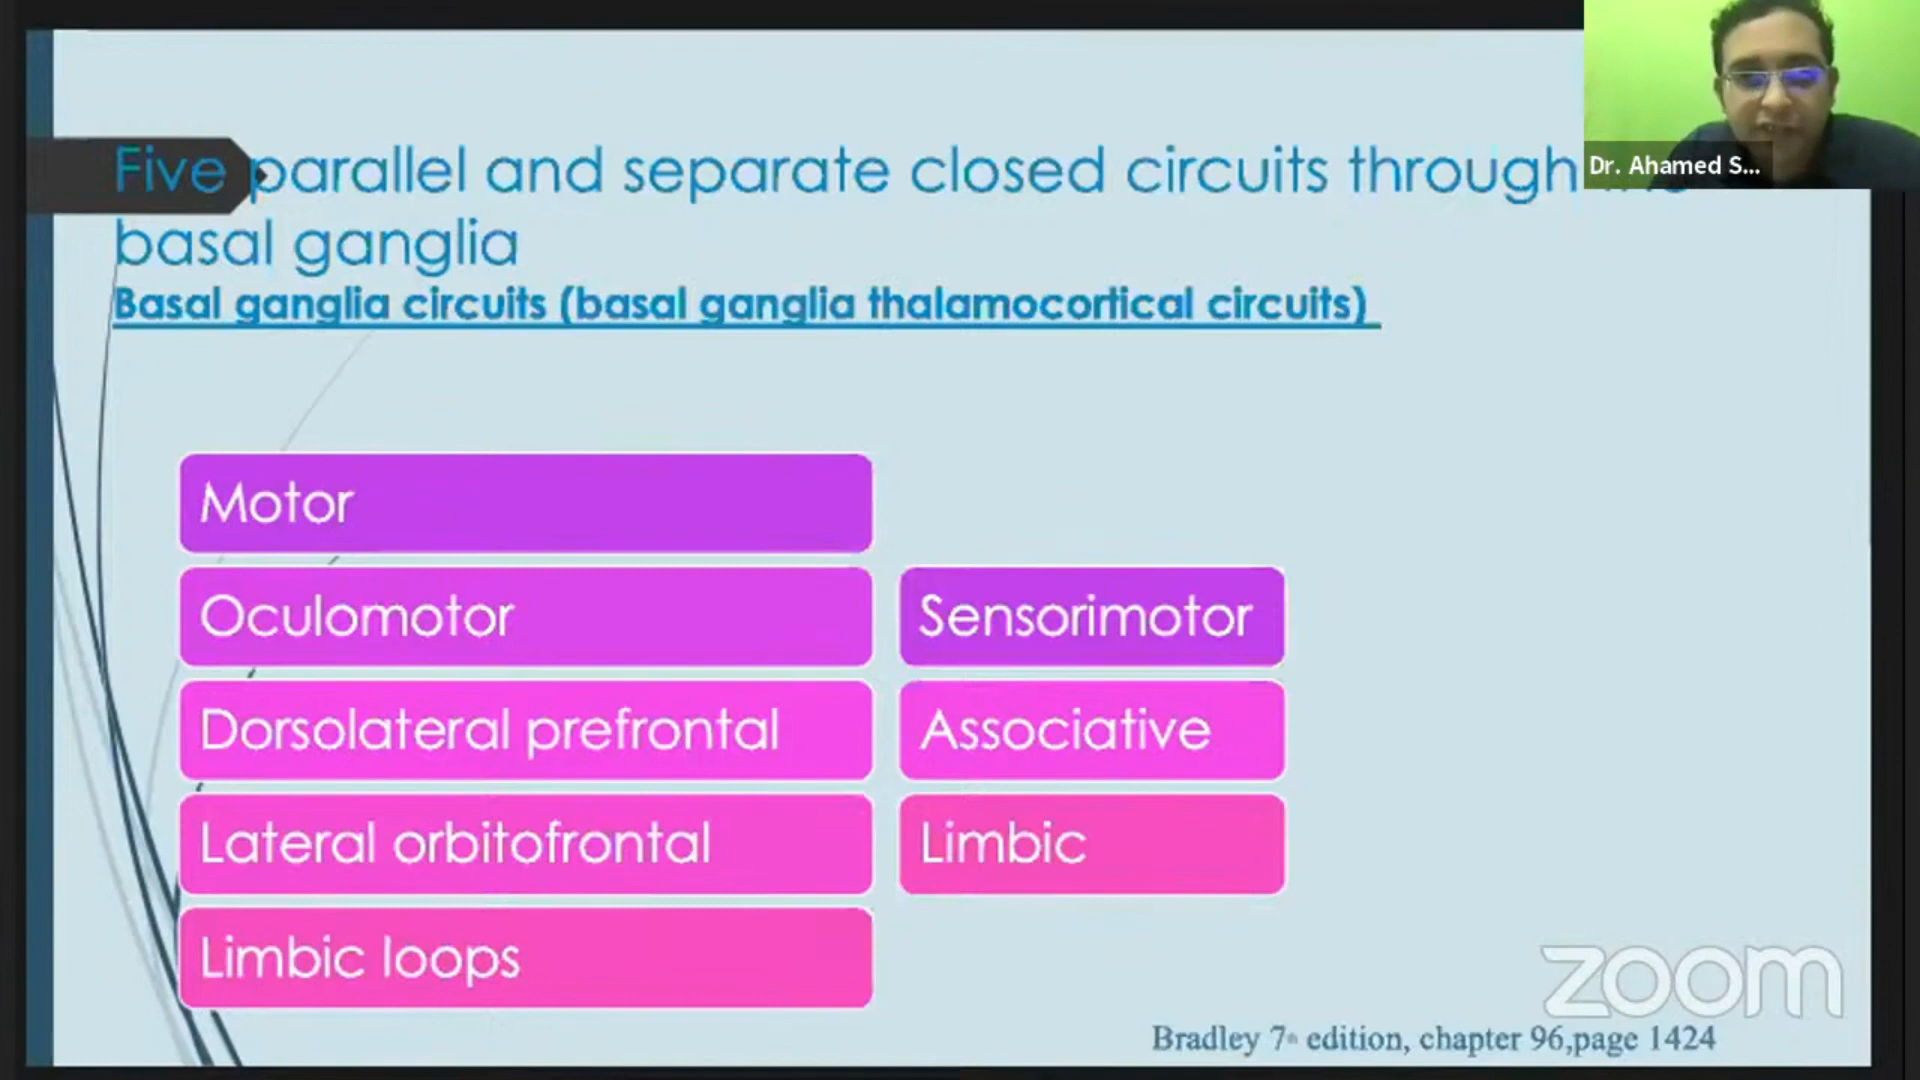 Five parallel and separate closed circuits through
basal ganglia
Basal ganglia circuits (basal ganglia thalamocortical circuits)
Motor
Oculomotor
Dorsolateral prefrontal
Lateral orbitofrontal
Limbic loops
Sensorimotor
Associative
Limbic
Bradley 7th edition, chapter 96,page 1424
Dr. Ahamed S...
zoom